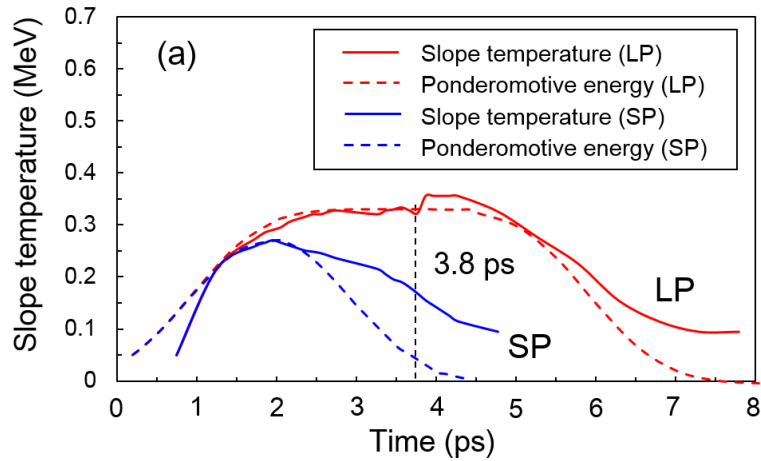 (a)
Slope temperature (LP)
Ponderomotive energy (LP)
Slope temperature (SP)
Ponderomotive energy (SP)
Slope temperature (MeV)
0.7
0.6
0.5
0.4
0.3
0.2
0.1
0
3.8 ps
LP
SP
0
1
2
3
4
5
6
7
8
Time (ps)